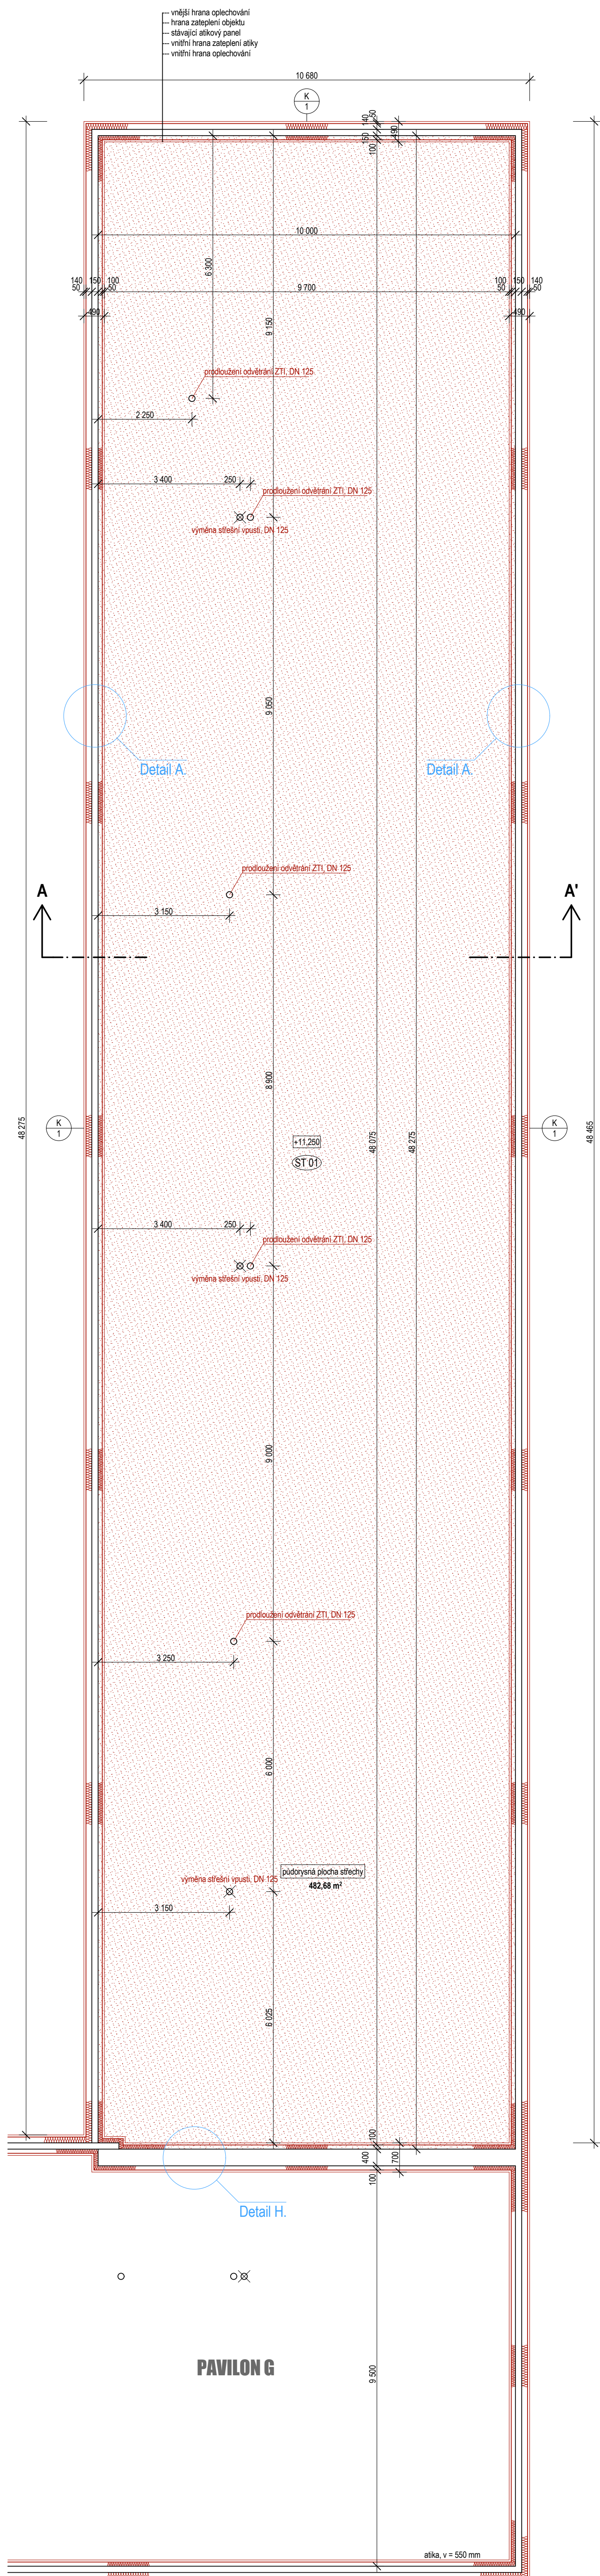 vnější hrana oplechování
hrana zateplení objektu
stávající atikový panel
vnitřní hrana zateplení atiky
vnitřní hrana oplechování
10 680
K
1
140
50
150
100
490
10 000
6 300
140 150 100
50 50
9 700
100 150 140
50 50
490
490
9 150
prodloužení odvětrání ZTI, DN 125
2 250
3 400
250
prodloužení odvětrání ZTI, DN 125
výměna střešní vpusti, DN 125
9 050
Detail A.
Detail A.
prodloužení odvětrání ZTI, DN 125
A
A'
3 150
8 900
48 275
K
1
+11,250
ST 01
48 075
48 275
K
1
48 465
3 400
250
prodloužení odvětrání ZTI, DN 125
výměna střešní vpusti, DN 125
9 000
prodloužení odvětrání ZTI, DN 125
3 250
6 000
půdorysná plocha střechy
482,68 m²
výměna střešní vpusti, DN 125
3 150
6 025
100
400
700
100
Detail H.
PAVILON G
9 500
atika, v = 550 mm